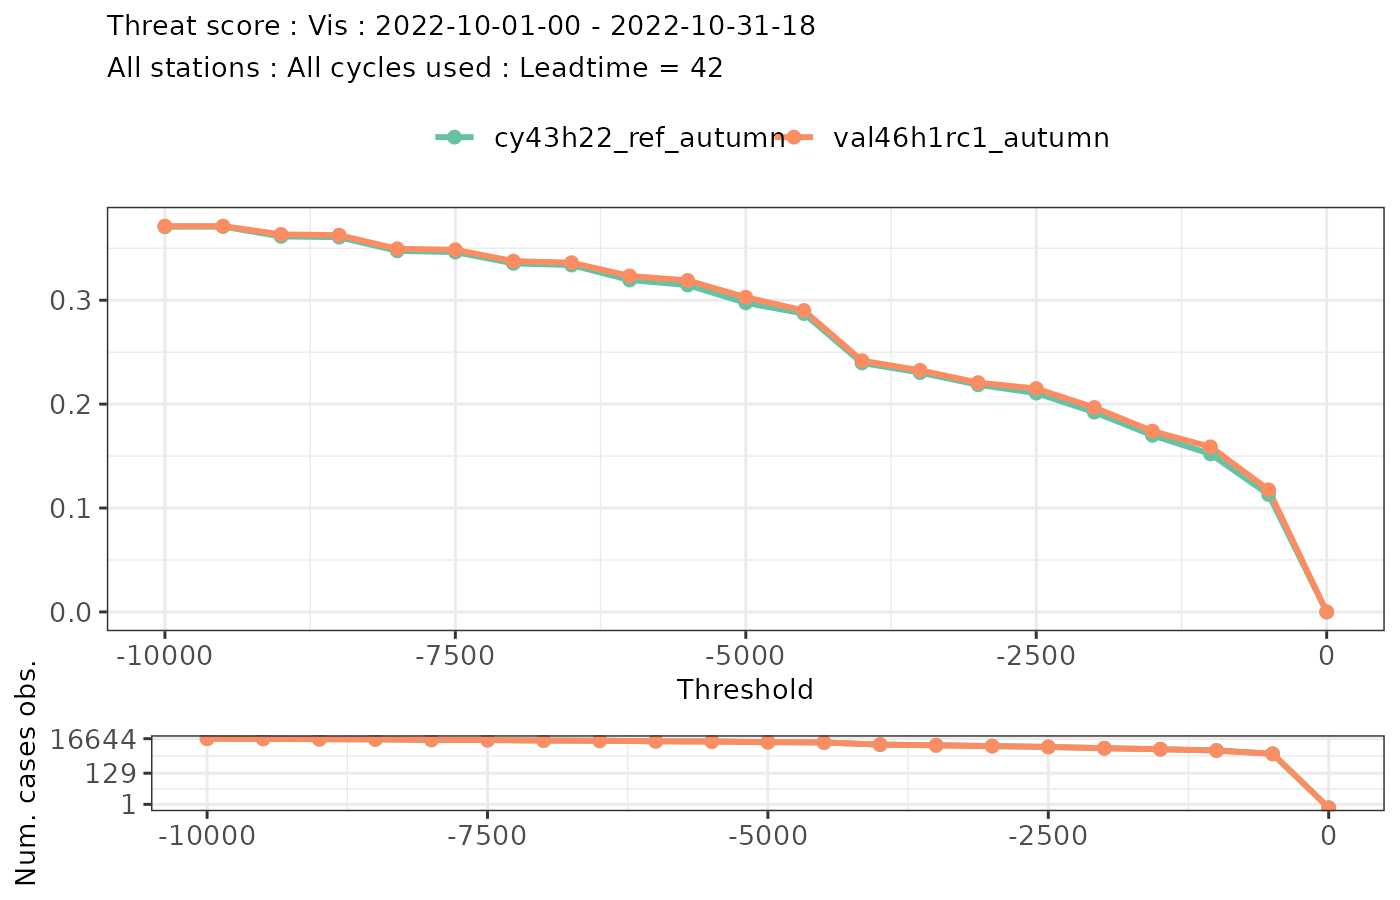 Threat score : Vis : 2022-10-01-00 - 2022-10-31-18
All stations : All cycles used : Leadtime = 42
cy43h22_ref_autumn val46h1rc1_autumn
0.3
0.2
0.1
0.0
-10000 -7500 -5000 -2500 0
Threshold
Num. cases obs.
16644
129
1
-10000 -7500 -5000 -2500 0